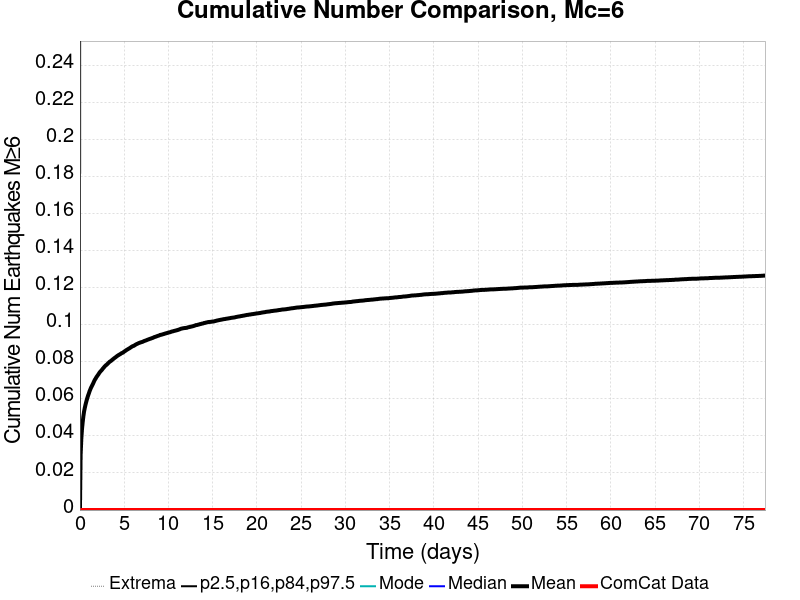 Cumulative Number Comparison, Mc=6
Cumulative Num Earthquakes M≥6
0.24
0.22
0.2
0.18
0.16
0.14
0.12
0.1
0.08
0.06
0.04
0.02
0
0 5 10 15 20 25 30 35 40 45 50 55 60 65 70 75
Time (days)
Extrema p2.5,p16,p84,p97.5 Mode Median Mean ComCat Data